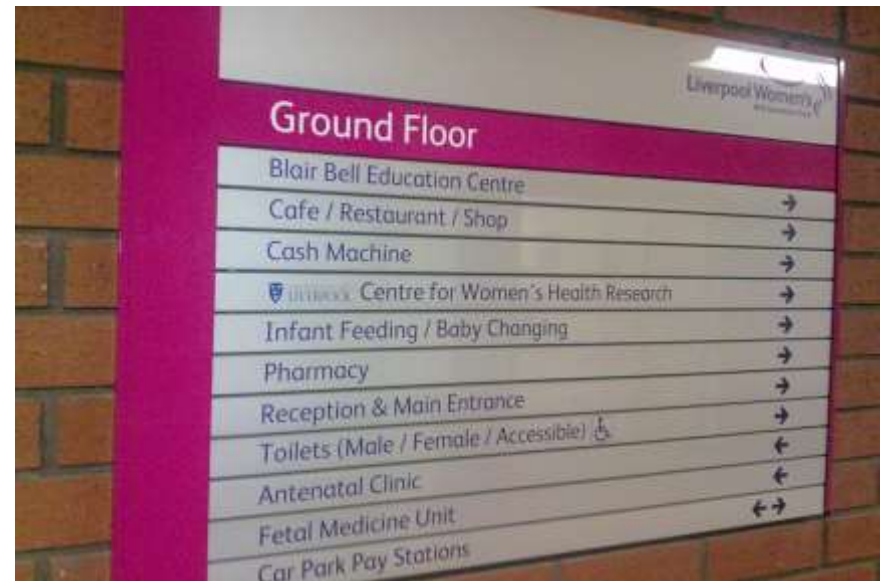 Liverpool Women's
Ground Floor
Blair Bell Education Centre →
Cafe / Restaurant / Shop →
Cash Machine →
Centre for Women's Health Research →
Infant Feeding / Baby Changing →
Pharmacy →
Reception & Main Entrance →
Toilets (Male / Female / Accessible) →
Antenatal Clinic ←
Fetal Medicine Unit ←
Car Park Pay Stations ←→